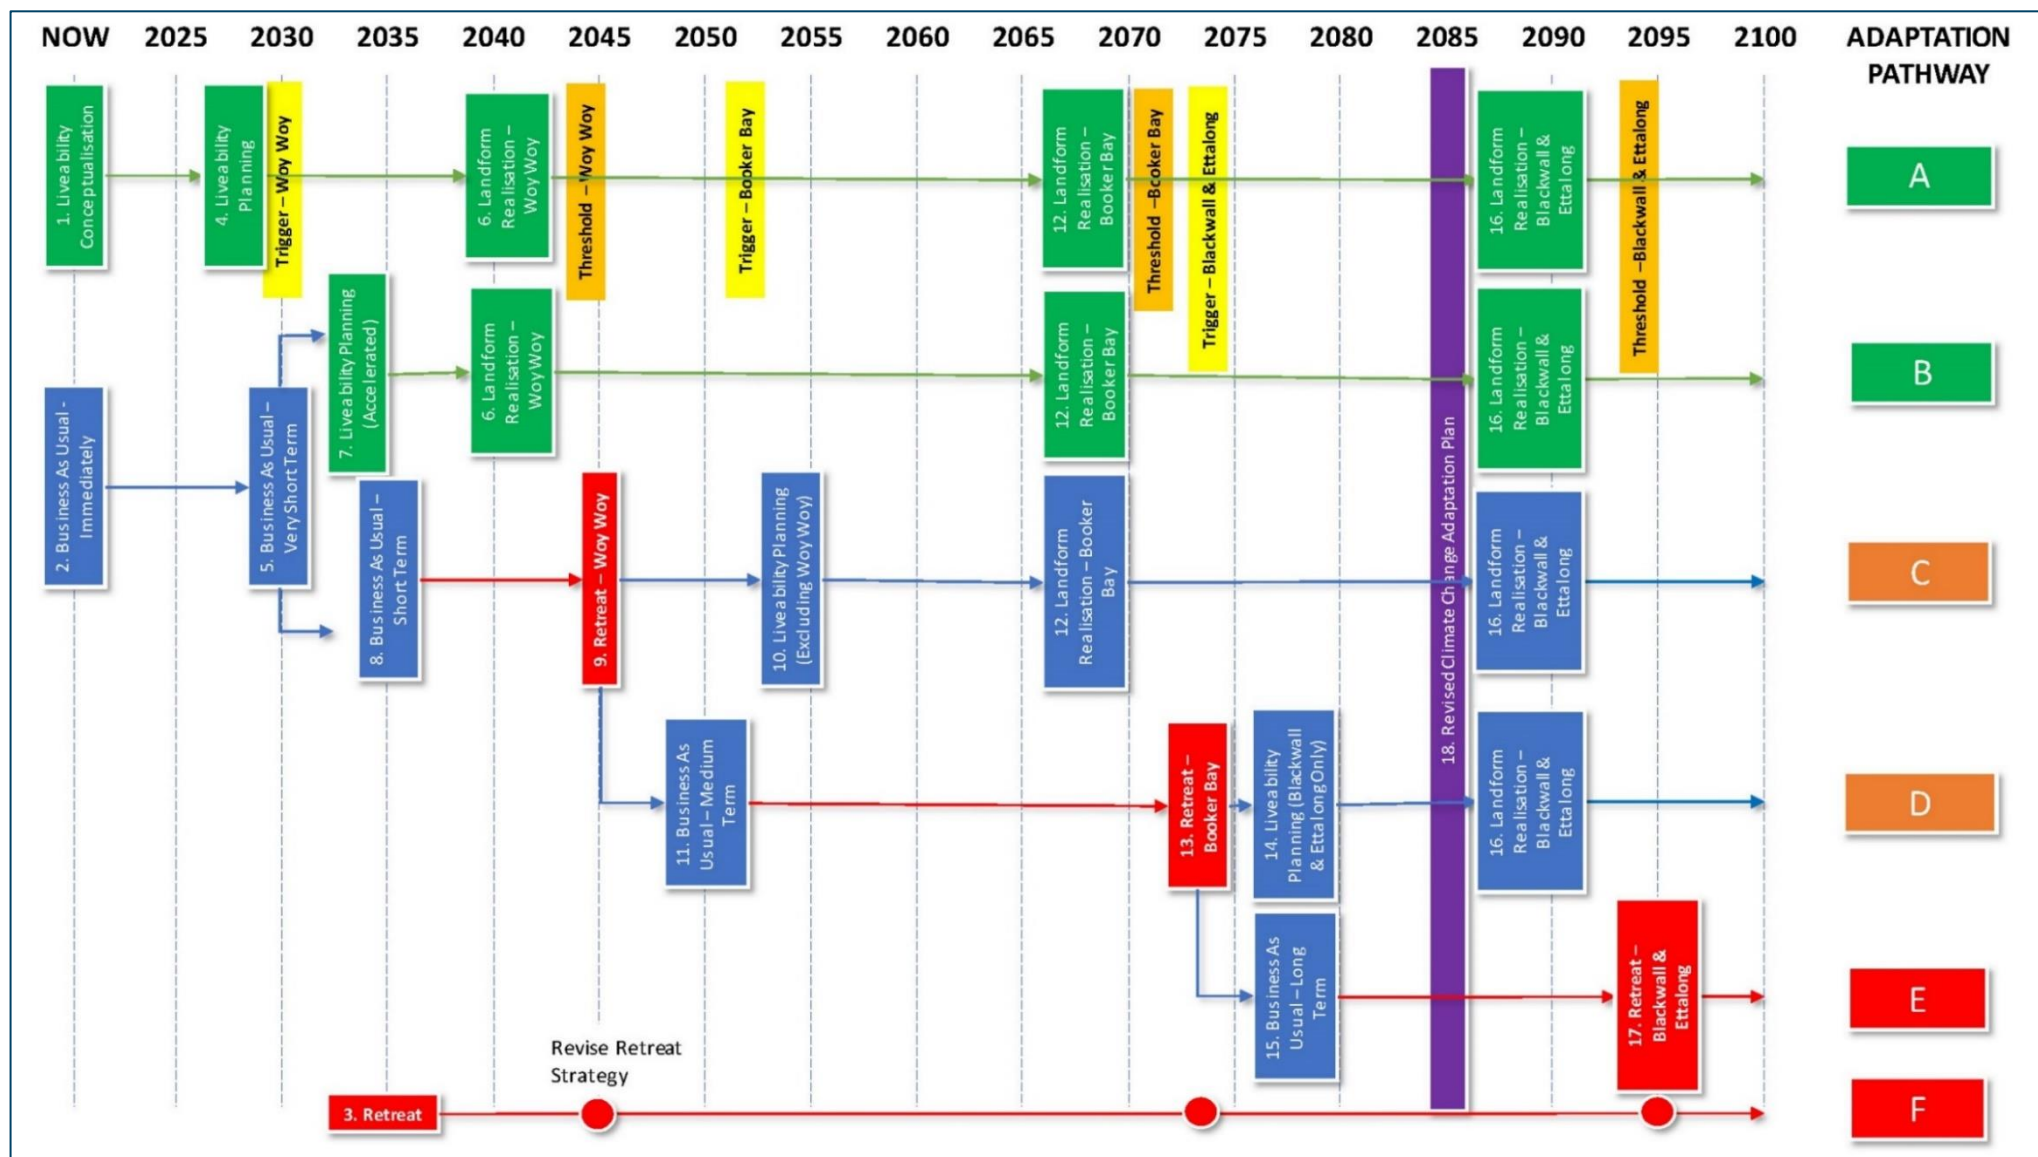 NOW 2025 2030 2035 2040 2045 2050 2055 2060 2065 2070 2075 2080 2085 2090 2095 2100
ADAPTATION
PATHWAY
1. Liveability
Conceptualisation
4. Liveability
Planning
Trigger – Woy Woy
6. Landform
Realisation –
Woy Woy
Threshold – Woy Woy
Trigger – Booker Bay
12. Landform
Realisation –
Booker Bay
Threshold – Booker Bay
Trigger – Blackwall & Ettalong
16. Landform
Realisation –
Blackwall &
Ettalong
Threshold – Blackwall & Ettalong
A
7. Liveability Planning
(Accelerated)
6. Landform
Realisation –
Woy Woy
12. Landform
Realisation –
Booker Bay
16. Landform
Realisation –
Blackwall &
Ettalong
B
2. Business As Usual -
Immediately
5. Business As Usual –
Very Short Term
8. Business As Usual –
Short Term
9. Retreat – Woy Woy
10. Liveability Planning
(Excluding Woy Woy)
12. Landform
Realisation – Booker
Bay
18. Revised Climate Change Adaptation Plan
16. Landform
Realisation –
Blackwall &
Ettalong
C
11. Business As
Usual – Medium
Term
13. Retreat –
Booker Bay
14. Liveability
Planning (Blackwall
& Ettalong Only)
16. Landform
Realisation –
Blackwall &
Ettalong
D
15. Business As
Usual – Long
Term
17. Retreat –
Blackwall &
Ettalong
E
Revise Retreat
Strategy
3. Retreat
F